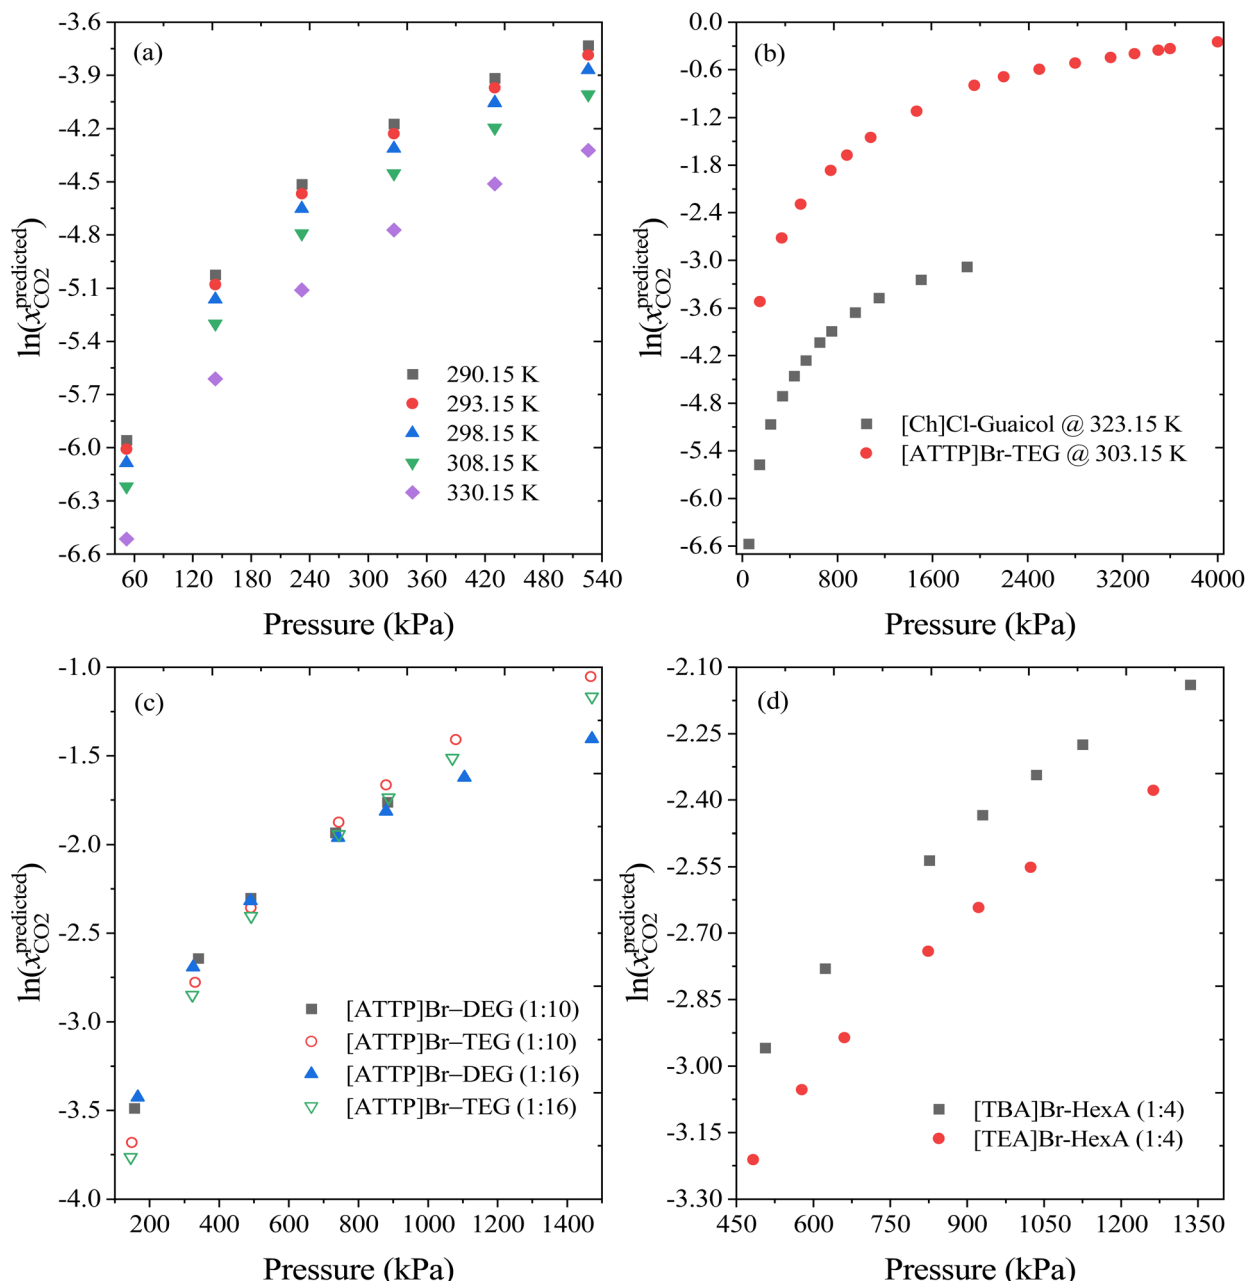 (a)
-3.6
-3.9
-4.2
-4.5
-4.8
-5.1
-5.4
-5.7
-6.0
-6.3
-6.6
ln(x predicted CO2)
290.15 K
293.15 K
298.15 K
308.15 K
330.15 K
60 120 180 240 300 360 420 480 540
Pressure (kPa)
(b)
0.0
-0.6
-1.2
-1.8
-2.4
-3.0
-3.6
-4.2
-4.8
-5.4
-6.0
-6.6
ln(x predicted CO2)
[Ch]Cl-Guaicol @ 323.15 K
[ATTP]Br-TEG @ 303.15 K
0 800 1600 2400 3200 4000
Pressure (kPa)
(c)
-1.0
-1.5
-2.0
-2.5
-3.0
-3.5
-4.0
ln(x predicted CO2)
[ATTP]Br–DEG (1:10)
[ATTP]Br–TEG (1:10)
[ATTP]Br–DEG (1:16)
[ATTP]Br–TEG (1:16)
200 400 600 800 1000 1200 1400
Pressure (kPa)
(d)
-2.10
-2.25
-2.40
-2.55
-2.70
-2.85
-3.00
-3.15
-3.30
ln(x predicted CO2)
[TBA]Br-HexA (1:4)
[TEA]Br-HexA (1:4)
450 600 750 900 1050 1200 1350
Pressure (kPa)